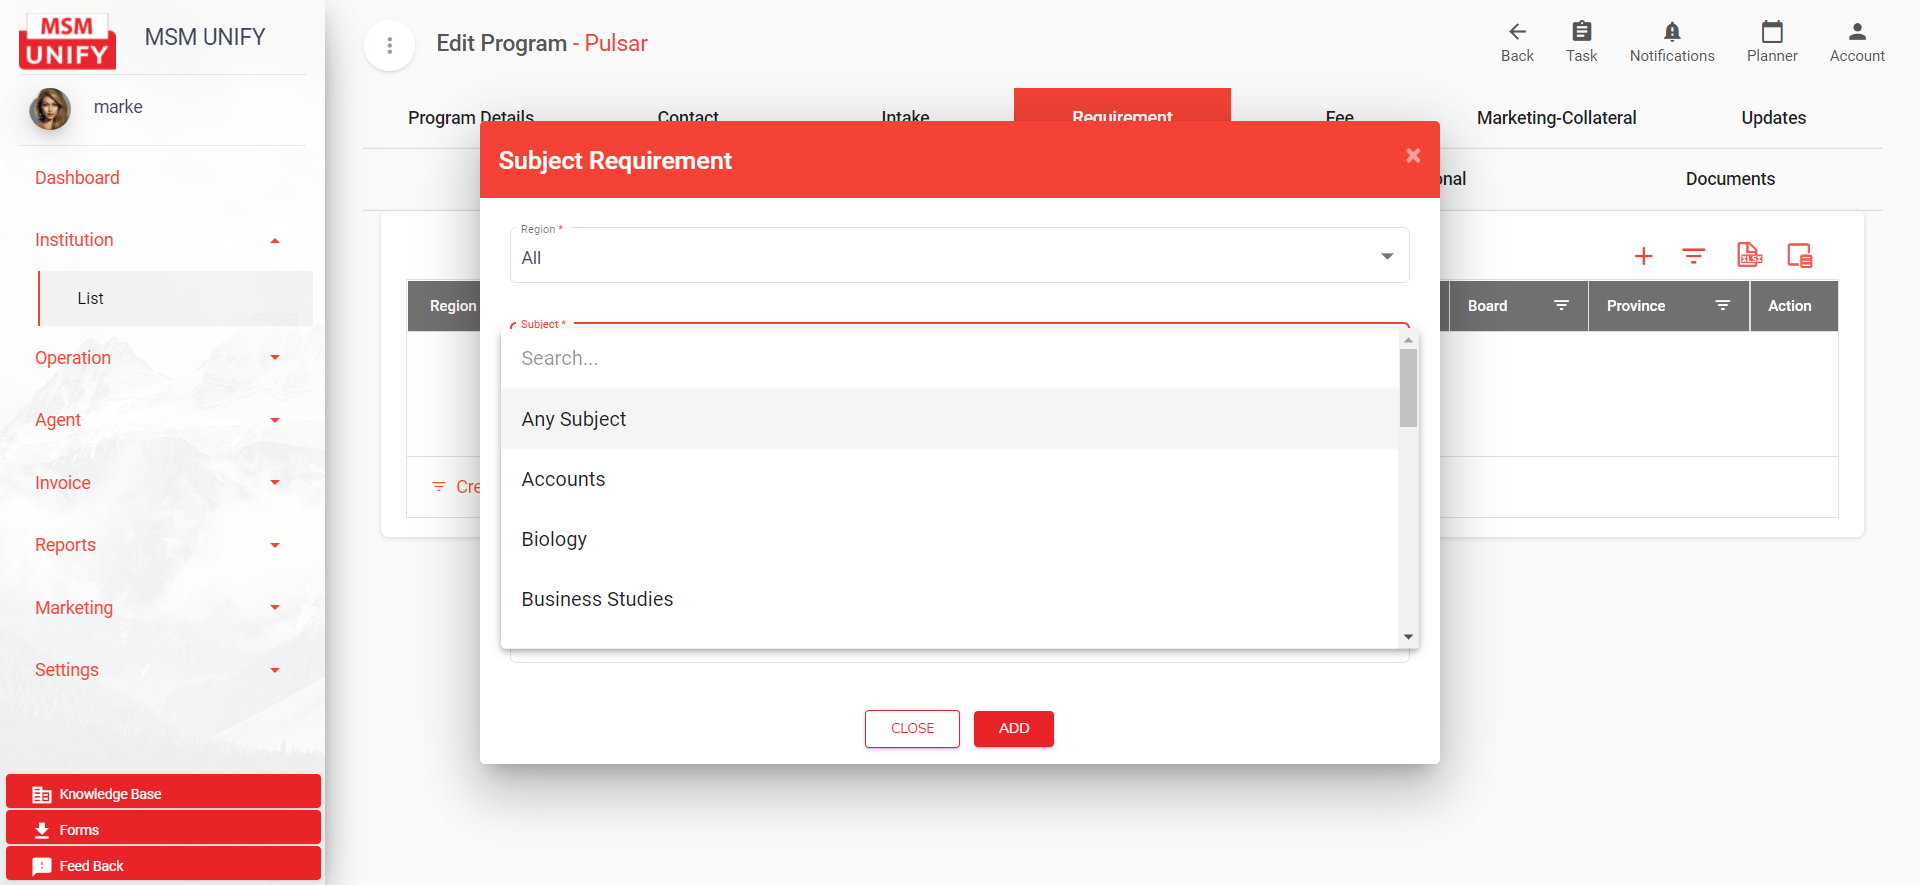 MSM
UNIFY
MSM UNIFY
marke
Dashboard
Institution
List
Operation
Agent
Invoice
Reports
Marketing
Settings
Knowledge Base
Forms
Feed Back
Edit Program - Pulsar
Back
Task
Notifications
Planner
Account
Program Details
Contact
Intake
Requirement
Fee
Marketing-Collateral
Updates
onal
Documents
XLSX
Region
Board
Province
Action
Cre
Subject Requirement
Region *
All
Subject *
Search...
Any Subject
Accounts
Biology
Business Studies
CLOSE
ADD